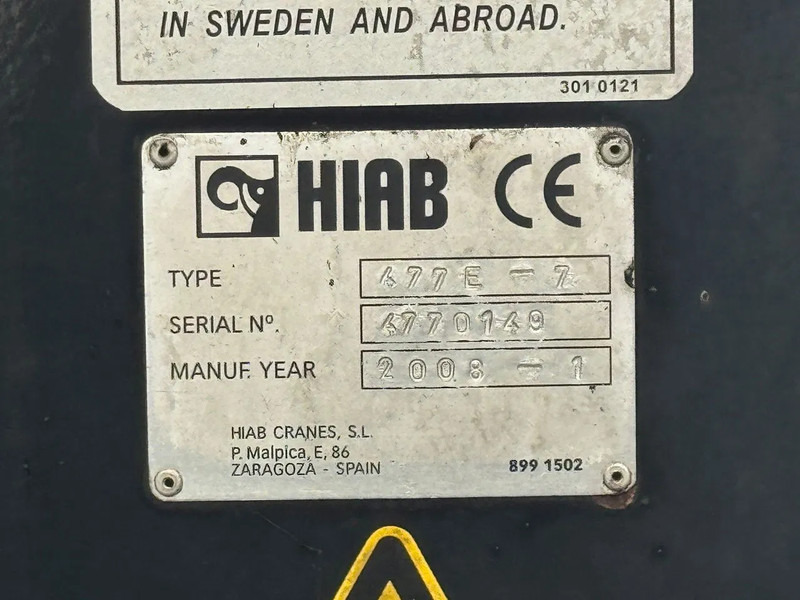 IN SWEDEN AND ABROAD.
301 0121
HIAB CE
TYPE 477E-7
SERIAL Nº. 4770149
MANUF. YEAR 2008-1
HIAB CRANES, S.L.
P. Malpica, E, 86
ZARAGOZA - SPAIN
899 1502